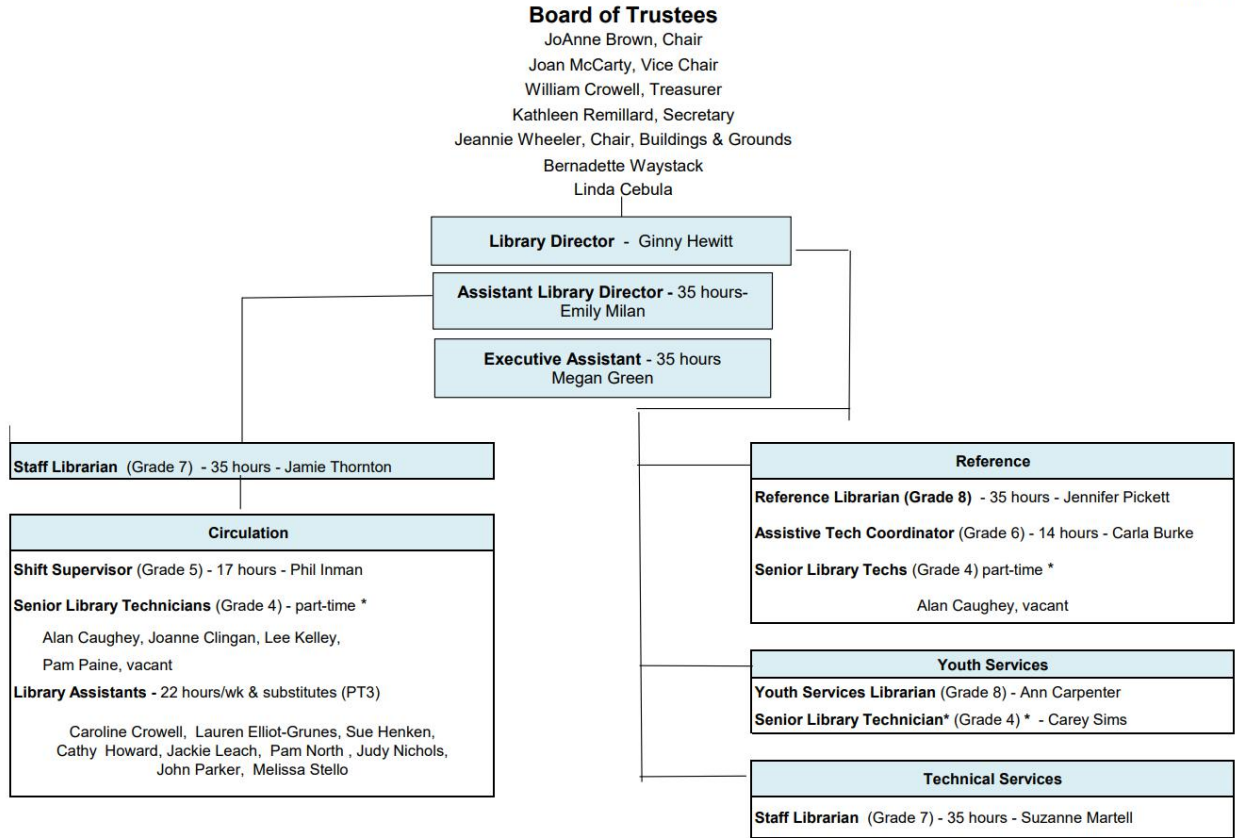 Board of Trustees
JoAnne Brown, Chair
Joan McCarty, Vice Chair
William Crowell, Treasurer
Kathleen Remillard, Secretary
Jeannie Wheeler, Chair, Buildings & Grounds
Bernadette Waystack
Linda Cebula
Library Director - Ginny Hewitt
Assistant Library Director - 35 hours-
Emily Milan
Executive Assistant - 35 hours
Megan Green
Staff Librarian (Grade 7) - 35 hours - Jamie Thornton
Circulation
Shift Supervisor (Grade 5) - 17 hours - Phil Inman
Senior Library Technicians (Grade 4) - part-time *
Alan Caughey, Joanne Clingan, Lee Kelley,
Pam Paine, vacant
Library Assistants - 22 hours/wk & substitutes (PT3)
Caroline Crowell, Lauren Elliot-Grunes, Sue Henken,
Cathy Howard, Jackie Leach, Pam North , Judy Nichols,
John Parker, Melissa Stello
Reference
Reference Librarian (Grade 8) - 35 hours - Jennifer Pickett
Assistive Tech Coordinator (Grade 6) - 14 hours - Carla Burke
Senior Library Techs (Grade 4) part-time *
Alan Caughey, vacant
Youth Services
Youth Services Librarian (Grade 8) - Ann Carpenter
Senior Library Technician* (Grade 4) * - Carey Sims
Technical Services
Staff Librarian (Grade 7) - 35 hours - Suzanne Martell